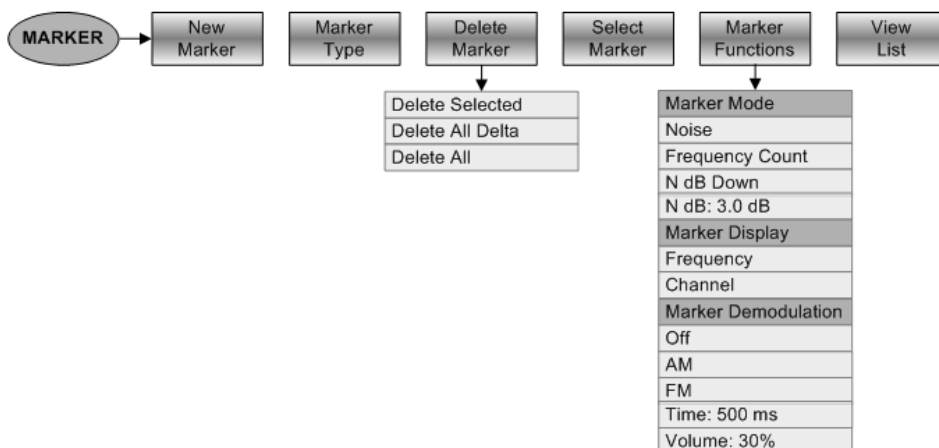 MARKER
New
Marker
Marker
Type
Delete
Marker
Select
Marker
Marker
Functions
View
List
Delete Selected
Delete All Delta
Delete All
Marker Mode
Noise
Frequency Count
N dB Down
N dB: 3.0 dB
Marker Display
Frequency
Channel
Marker Demodulation
Off
AM
FM
Time: 500 ms
Volume: 30%